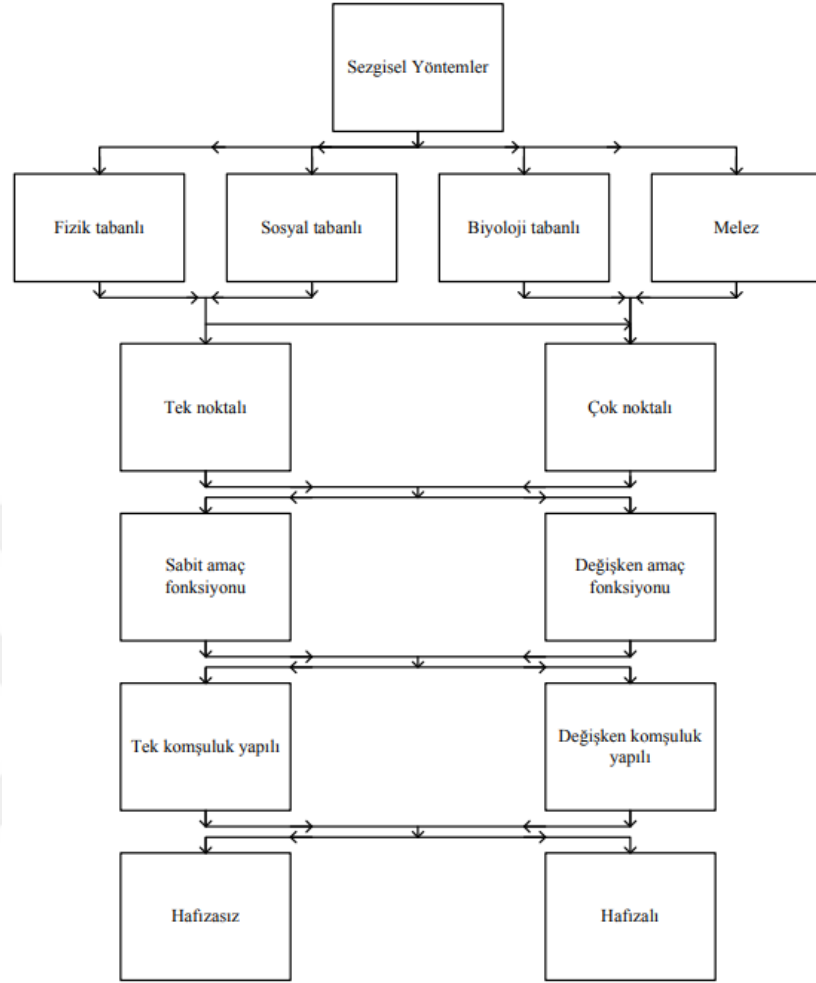 Sezgisel Yöntemler
Fizik tabanlı
Sosyal tabanlı
Biyoloji tabanlı
Melez
Tek noktalı
Çok noktalı
Sabit amaç
fonksiyonu
Değişken amaç
fonksiyonu
Tek komşuluk yapılı
Değişken komşuluk
yapılı
Hafızasız
Hafızalı